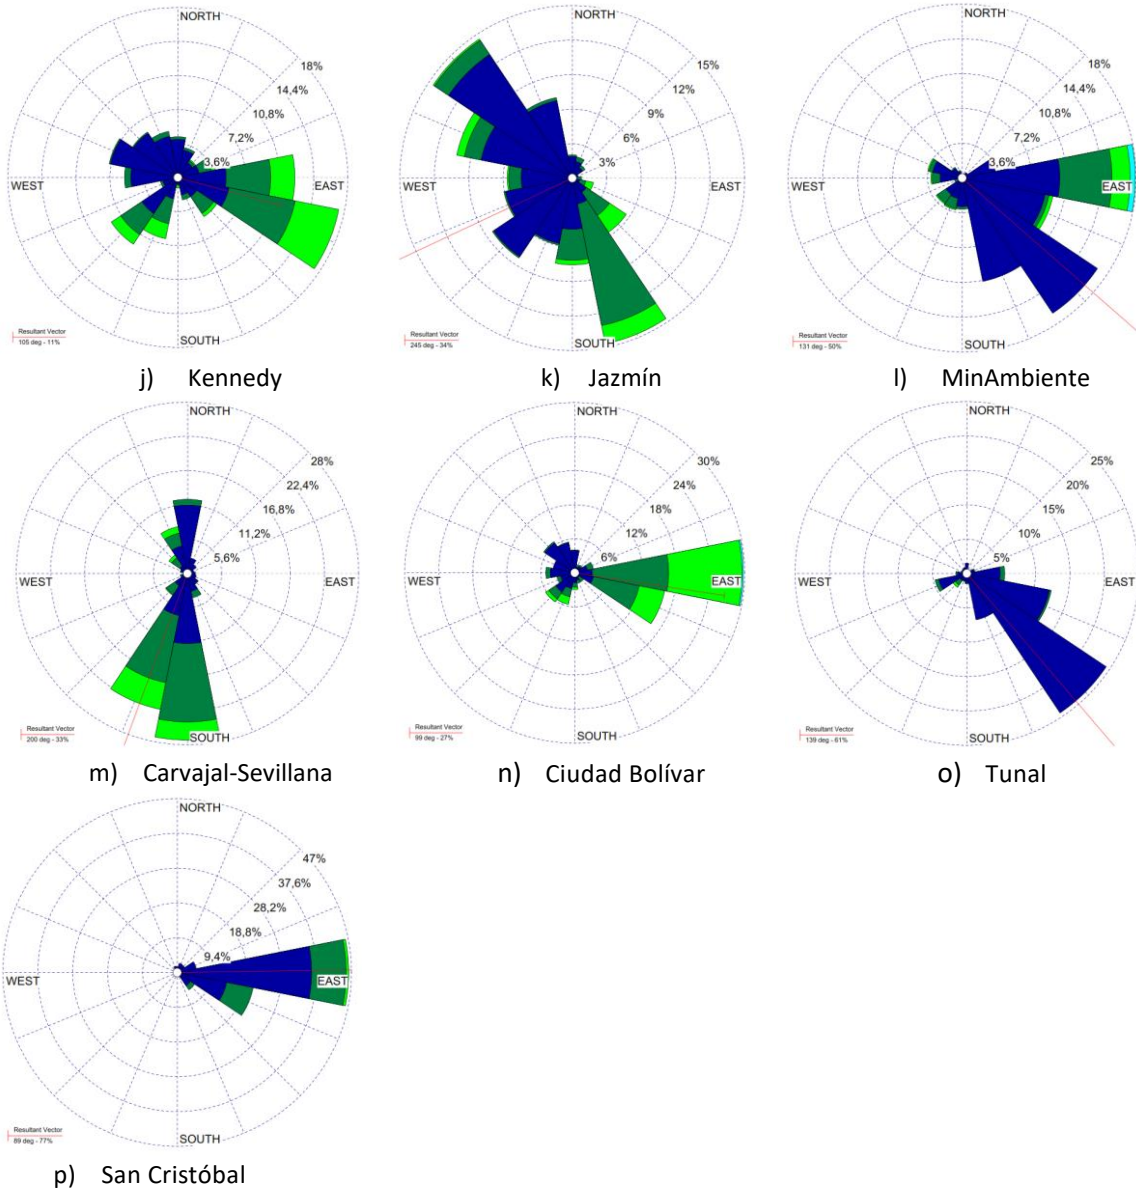 NORTH
18%
14,4%
10,8%
7,2%
3,6%
WEST
EAST
SOUTH
Resultant Vector
105 deg - 11%
j) Kennedy
NORTH
15%
12%
9%
6%
3%
WEST
EAST
SOUTH
Resultant Vector
245 deg - 34%
k) Jazmín
NORTH
18%
14,4%
10,8%
7,2%
3,6%
WEST
EAST
SOUTH
Resultant Vector
131 deg - 50%
l) MinAmbiente
NORTH
28%
22,4%
16,8%
11,2%
5,6%
WEST
EAST
SOUTH
Resultant Vector
200 deg - 33%
m) Carvajal-Sevillana
NORTH
30%
24%
18%
12%
6%
WEST
EAST
SOUTH
Resultant Vector
99 deg - 27%
n) Ciudad Bolívar
NORTH
25%
20%
15%
10%
5%
WEST
EAST
SOUTH
Resultant Vector
139 deg - 61%
o) Tunal
NORTH
47%
37,6%
28,2%
18,8%
9,4%
WEST
EAST
SOUTH
Resultant Vector
89 deg - 77%
p) San Cristóbal